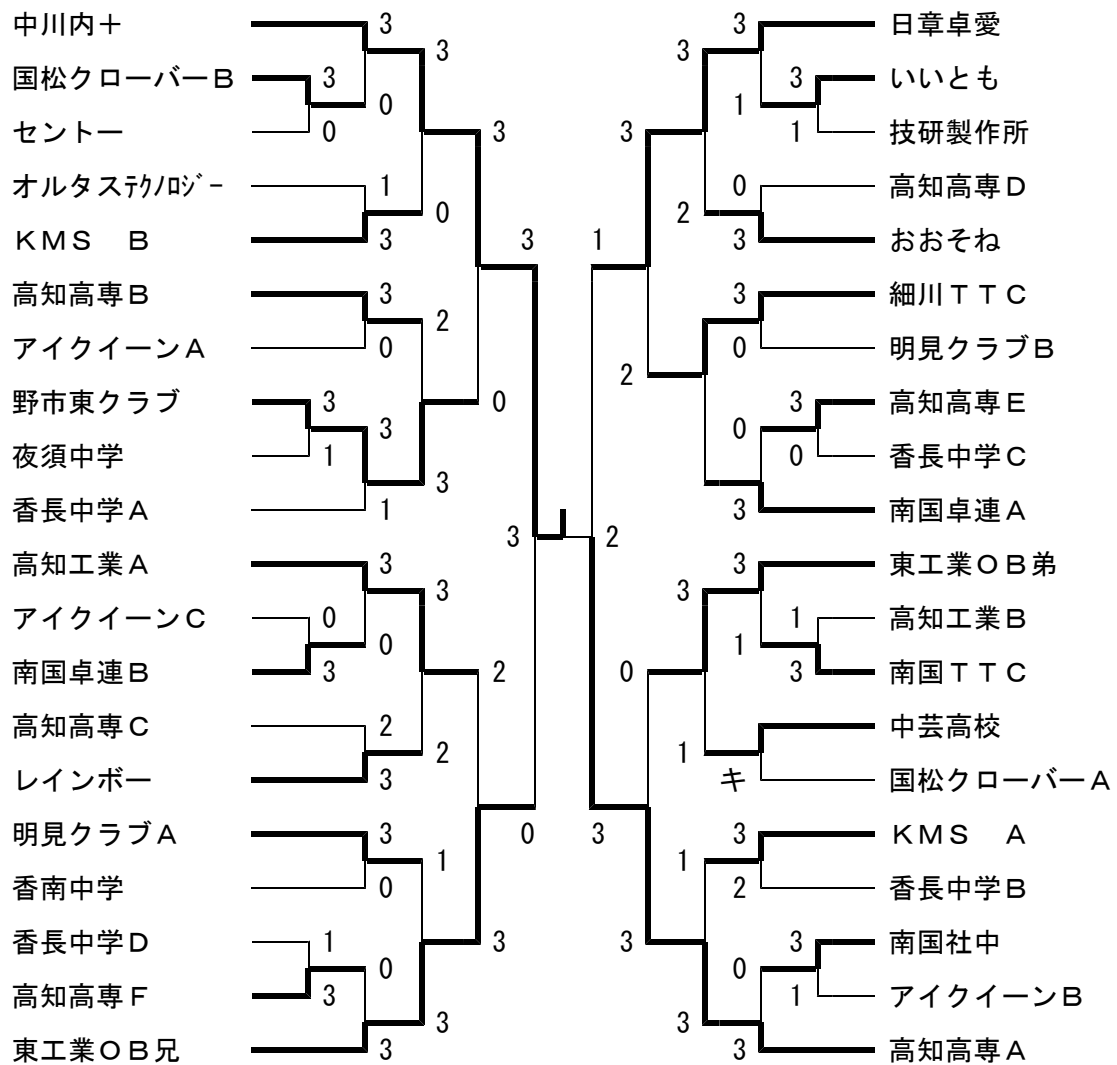 中川内＋ 3 3 日章卓愛
3 3
国松クローバーＢ 3 3 いいとも
0 1
セントー 0 3 3 1 技研製作所
オルタステクノロジー 1 0 高知高専Ｄ
0 2
ＫＭＳ　Ｂ 3 3 1 3 おおそね
高知高専Ｂ 3 3 細川ＴＴＣ
2
アイクイーンＡ 0 0 明見クラブＢ
2
野市東クラブ 3 0 3 高知高専Ｅ
3 0
夜須中学 1 0 香長中学Ｃ
3
香長中学Ａ 1 3 南国卓連Ａ
3 2
高知工業Ａ 3 3 東工業ＯＢ弟
3 3
アイクイーンＣ 0 1 高知工業Ｂ
0 1
南国卓連Ｂ 3 2 0 3 南国ＴＴＣ
高知高専Ｃ 2 中芸高校
2 1
レインボー 3 キ 国松クローバーＡ
明見クラブＡ 3 0 3 3 ＫＭＳ　Ａ
1 1
香南中学 0 2 香長中学Ｂ
香長中学Ｄ 1 3 3 3 南国社中
0 0
高知高専Ｆ 3 1 アイクイーンＢ
3 3
東工業ＯＢ兄 3 3 高知高専Ａ